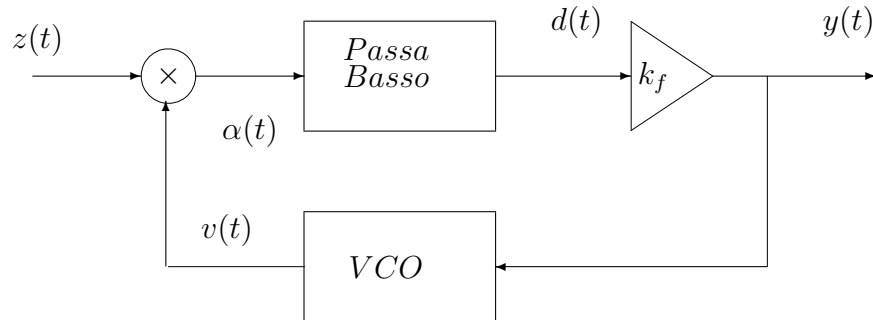 z(t)
×
α(t)
Passa
Basso
d(t)
k_f
y(t)
v(t)
VCO